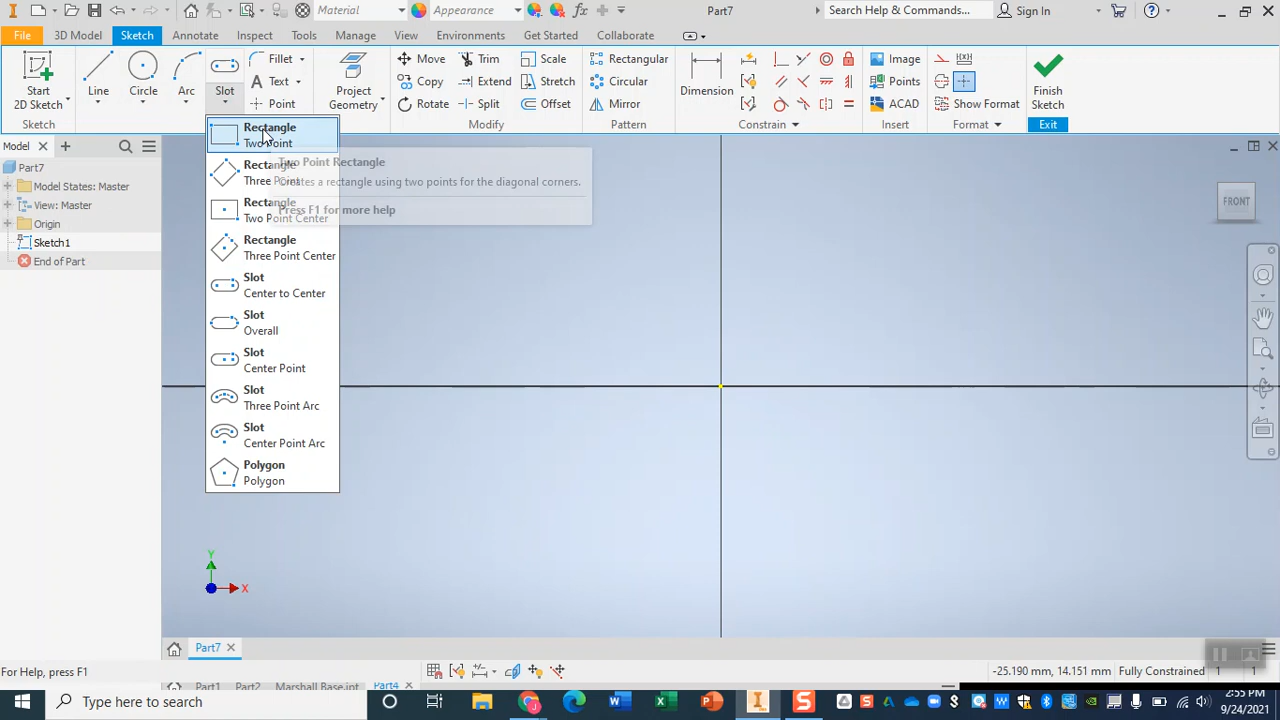 Material
Appearance
Part7
Search Help & Commands...
Sign In
File
3D Model
Sketch
Annotate
Inspect
Tools
Manage
View
Environments
Get Started
Collaborate
Start
2D Sketch
Line
Circle
Arc
Slot
Fillet
Text
Point
Project
Geometry
Move
Copy
Rotate
Trim
Extend
Split
Scale
Stretch
Offset
Rectangular
Circular
Mirror
Dimension
Image
Points
ACAD
Show Format
Finish
Sketch
Sketch
Modify
Pattern
Constrain
Insert
Format
Exit
Model
Part7
Model States: Master
View: Master
Origin
Sketch1
End of Part
Rectangle
Two Point
Rectangle
Three Point
Rectangle
Two Point Center
Rectangle
Three Point Center
Slot
Center to Center
Slot
Overall
Slot
Center Point
Slot
Three Point Arc
Slot
Center Point Arc
Polygon
Polygon
Two Point Rectangle
Creates a rectangle using two points for the diagonal corners.
Press F1 for more help
FRONT
Y
X
Part7
For Help, press F1
-25.190 mm, 14.151 mm
Fully Constrained
1
1
Part1
Part2
Marshall Base.ipt
Part4
Type here to search
2:55 PM
9/24/2021